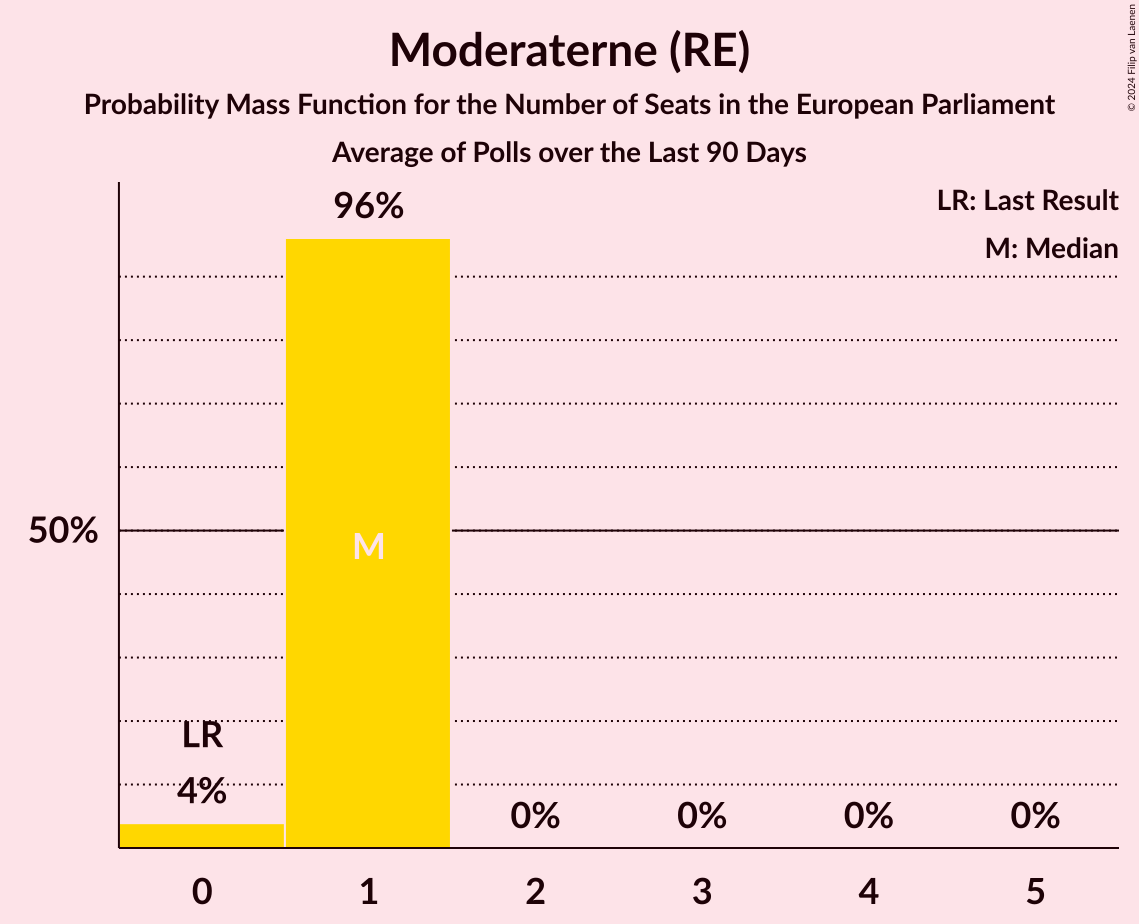 Moderaterne (RE)
Probability Mass Function for the Number of Seats in the European Parliament
Average of Polls over the Last 90 Days
© 2024 Filip van Laenen
LR: Last Result
M: Median
96%
50%
M
LR
4%
0%
0%
0%
0%
0
1
2
3
4
5